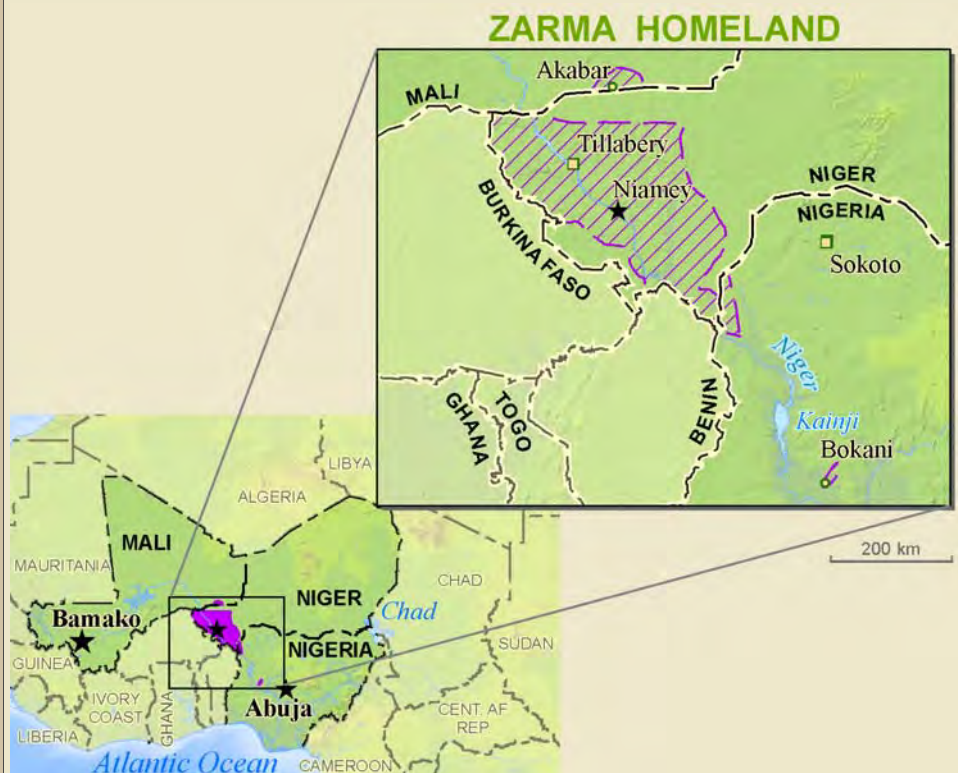 ZARMA HOMELAND
Akabar
MALI
Tillabery
Niamey
NIGER
NIGERIA
BURKINA FASO
Sokoto
Niger
GHANA
TOGO
BENIN
Kainji
Bokani
200 km
LIBYA
ALGERIA
MALI
MAURITANIA
CHAD
NIGER
Chad
Bamako
NIGERIA
SUDAN
GUINEA
IVORY
COAST
GHANA
Abuja
CENT. AF
REP
LIBERIA
Atlantic Ocean
CAMEROON